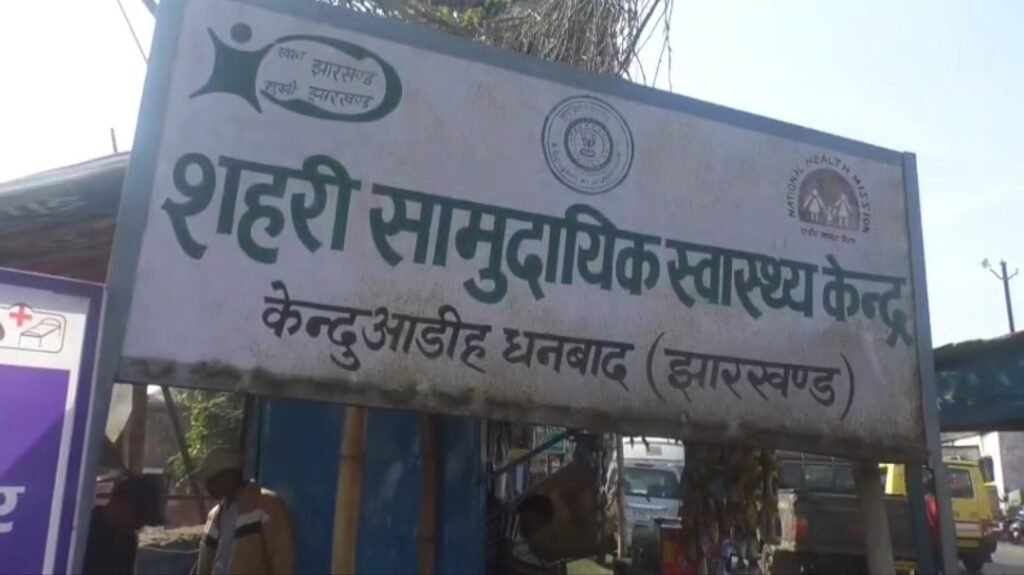 स्वस्थ झारखण्ड
सुखी झारखण्ड
NATIONAL HEALTH MISSION
शहरी सामुदायिक स्वास्थ्य केन्द्र
केन्दुआडीह धनबाद (झारखण्ड)